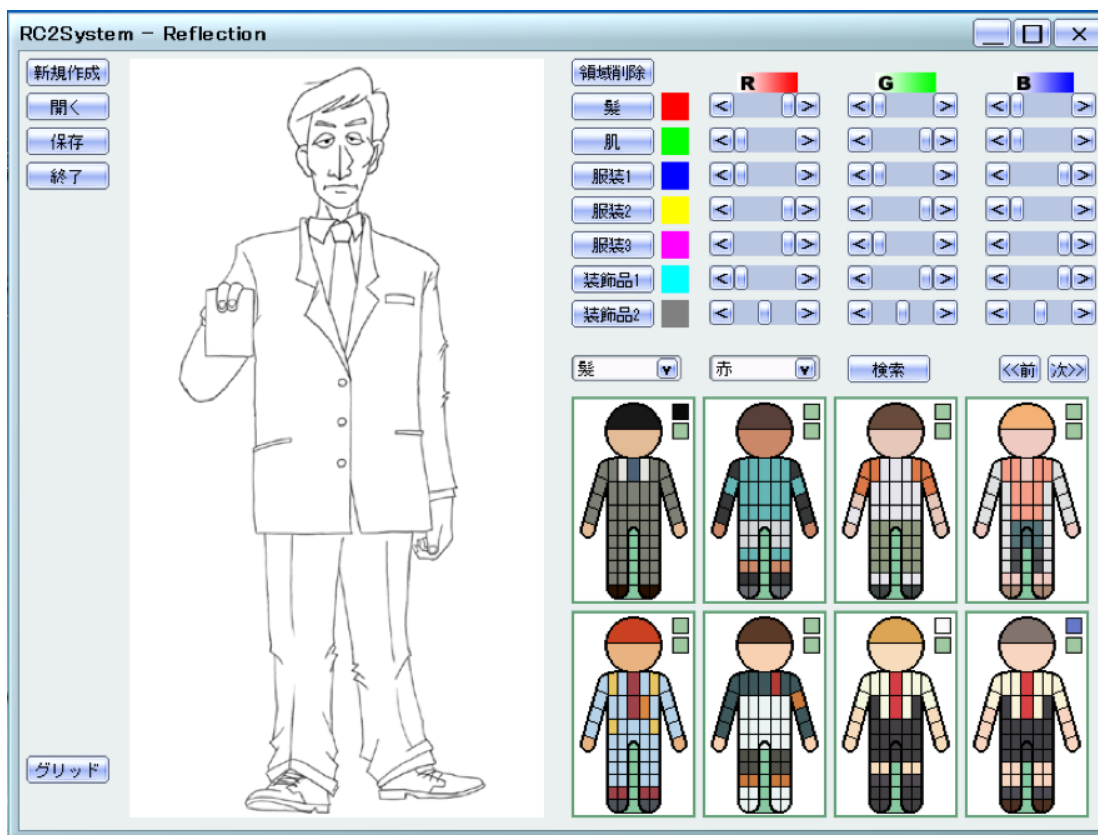 RC2System - Reflection
新規作成
開く
保存
終了
グリッド
領域削除
R G B
髪
肌
服装1
服装2
服装3
装飾品1
装飾品2
髪 赤 検索 <<前 次>>